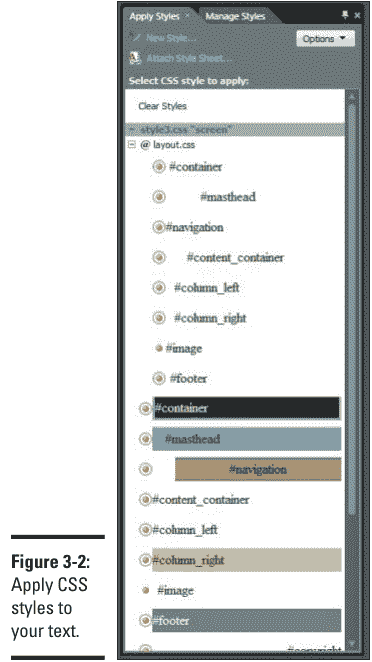 Apply Styles × Manage Styles
New Style...
Options
Attach Style Sheet...
Select CSS style to apply:
Clear Styles
style3.css "screen"
@ layout.css
#container
#masthead
#navigation
#content_container
#column_left
#column_right
#image
#footer
#container
#masthead
#navigation
#content_container
#column_left
#column_right
#image
#footer
#copyright
Figure 3-2:
Apply CSS
styles to
your text.